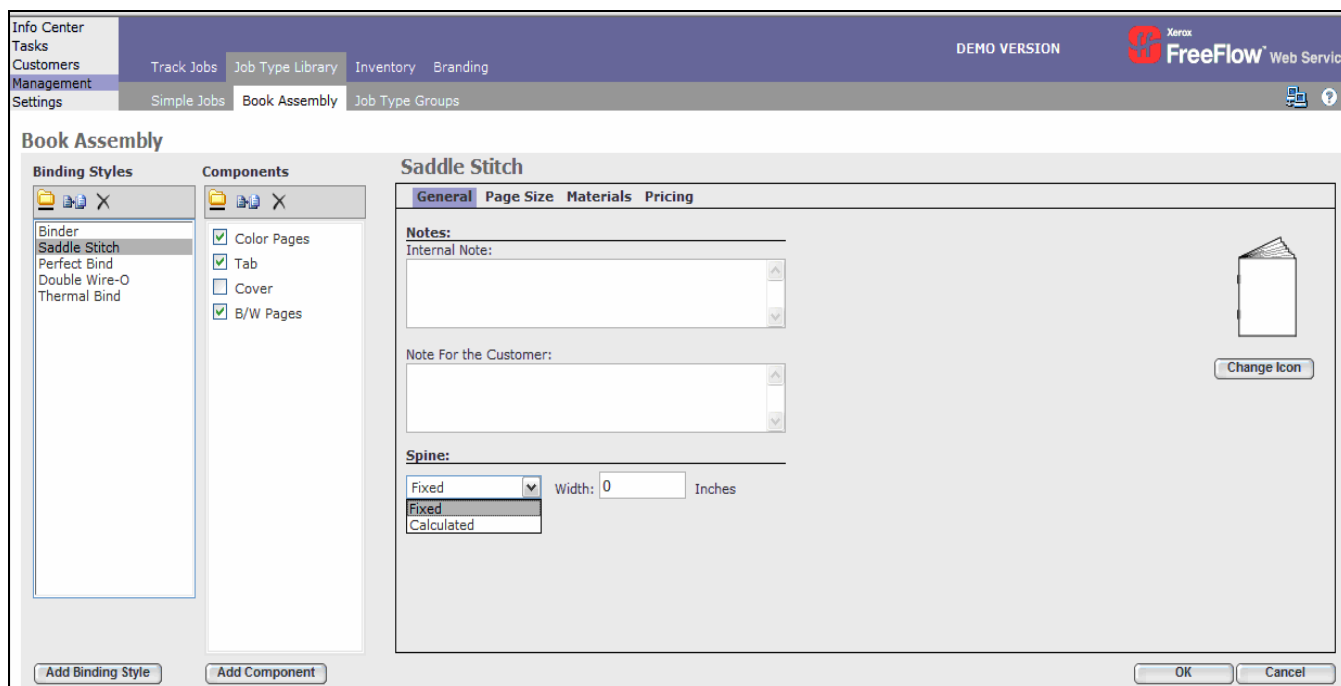 Info Center
Tasks
Customers
Management
Settings
Track Jobs Job Type Library Inventory Branding
Simple Jobs Book Assembly Job Type Groups
DEMO VERSION
Xerox
FreeFlow™ Web Servic
?
Book Assembly
Binding Styles
Binder
Saddle Stitch
Perfect Bind
Double Wire-O
Thermal Bind
Add Binding Style
Components
Color Pages
Tab
Cover
B/W Pages
Add Component
Saddle Stitch
General Page Size Materials Pricing
Notes:
Internal Note:
Note For the Customer:
Spine:
Fixed Width: 0 Inches
Fixed
Calculated
Change Icon
OK Cancel